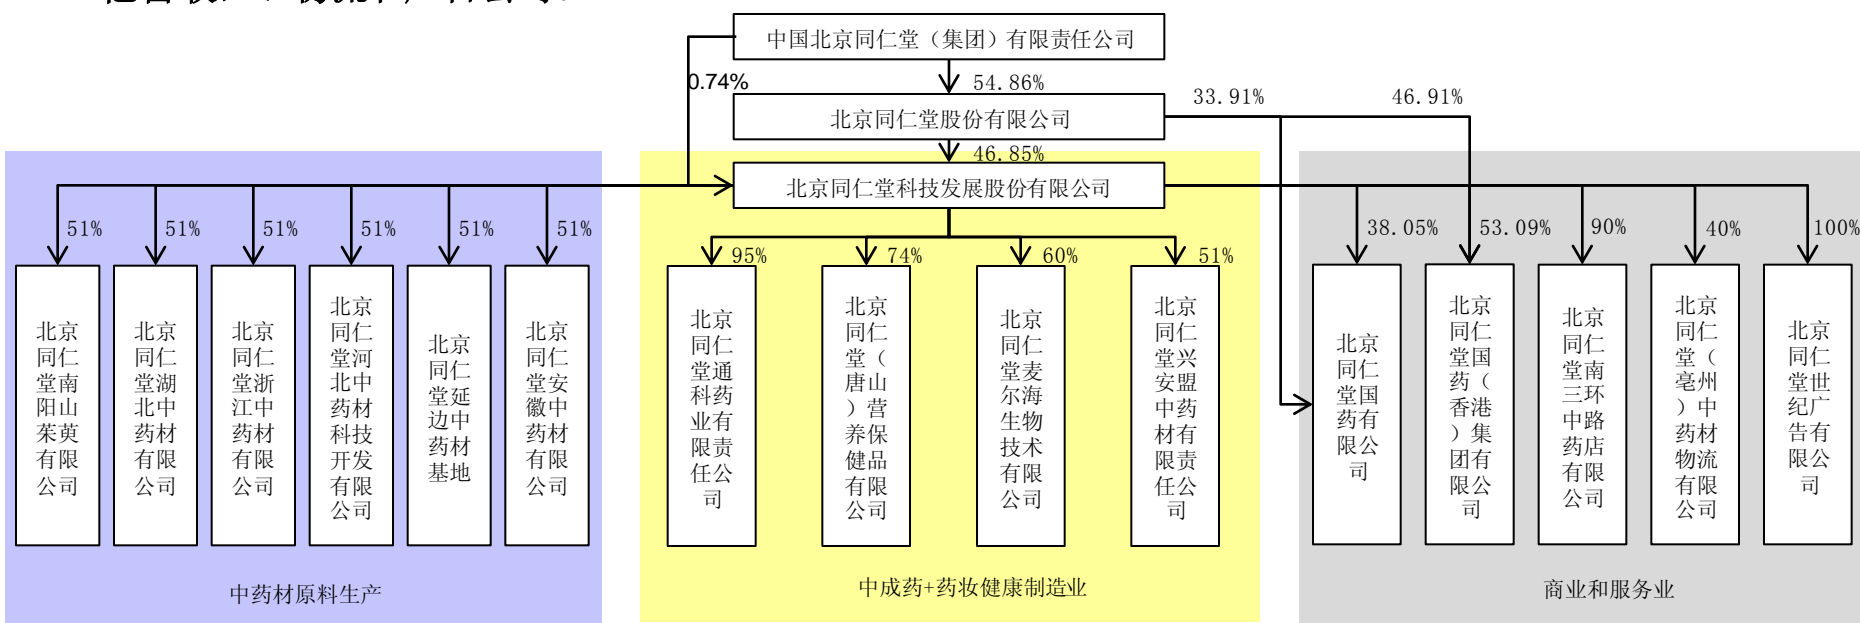 中国北京同仁堂（集团）有限责任公司
0.74%
54.86%
33.91%
46.91%
北京同仁堂股份有限公司
46.85%
北京同仁堂科技发展股份有限公司
51%
51%
51%
51%
51%
51%
95%
74%
60%
51%
38.05%
53.09%
90%
40%
100%
北京
同仁
堂南
阳山
茱萸
有限
公司
北京
同仁
堂湖
北中
药材
有限
公司
北京
同仁
堂浙
江中
药材
有限
公司
北京
同仁
堂河
北中
药材
科技
开发
有限
公司
北京
同仁
堂延
边中
药材
基地
北京
同仁
堂安
徽中
药材
有限
公司
北京
同仁
堂通
科药
业有
限责
任公
司
北京
同仁
堂（
唐山
）营
养保
健品
有限
公司
北京
同仁
堂麦
尔海
生物
技术
有限
公司
北京
同仁
堂兴
安盟
中药
材有
限责
任公
司
北京
同仁
堂国
药有
限公
司
北京
同仁
堂国
药（
香港
）集
团有
限公
司
北京
同仁
堂南
三环
中路
药店
有限
公司
北京
同仁
堂（
亳州
）中
药材
物流
有限
公司
北京
同仁
堂世
纪广
告有
限公
司
中药材原料生产
中成药+药妆健康制造业
商业和服务业